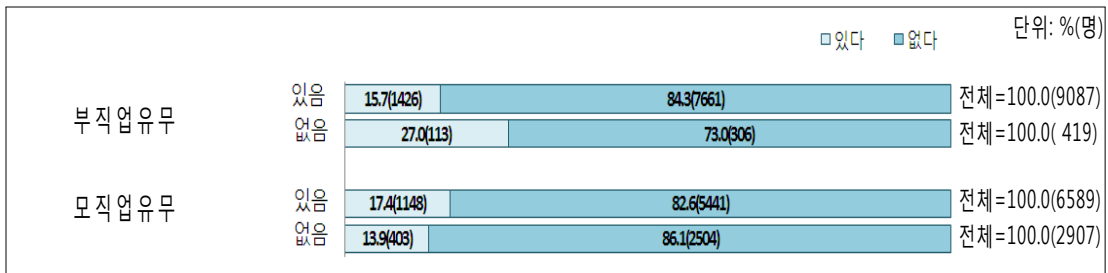 단위: %(명)
있다 없다
있음 15.7(1426) 84.3(7661) 전체=100.0(9087)
부직업유무
없음 27.0(113) 73.0(306) 전체=100.0( 419)
있음 17.4(1148) 82.6(5441) 전체=100.0(6589)
모직업유무
없음 13.9(403) 86.1(2504) 전체=100.0(2907)